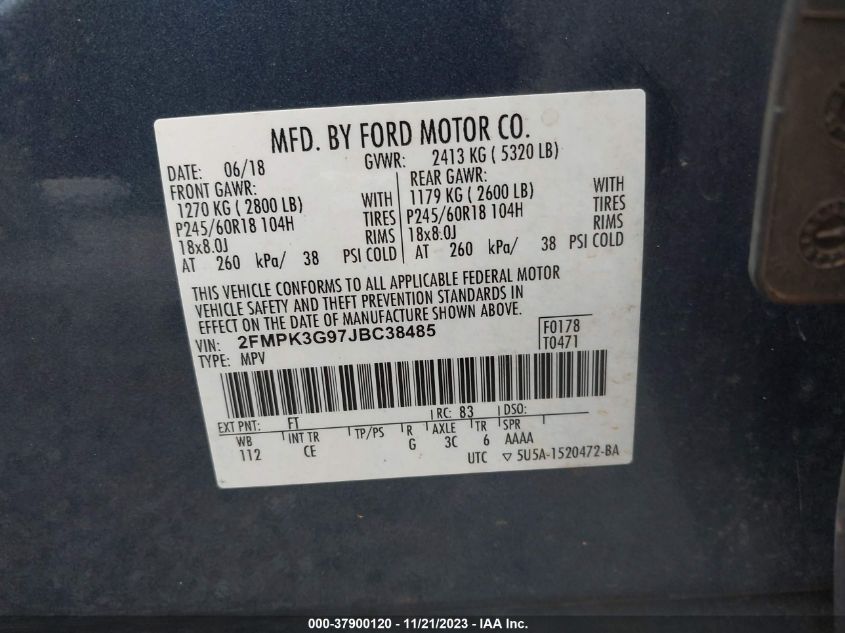 MFD. BY FORD MOTOR CO.
DATE: 06/18 GVWR: 2413 KG ( 5320 LB)
FRONT GAWR: REAR GAWR:
1270 KG ( 2800 LB) WITH 1179 KG ( 2600 LB) WITH
P245/60R18 104H TIRES P245/60R18 104H TIRES
18x8.0J RIMS 18x8.0J RIMS
AT 260 kPa/ 38 PSI COLD AT 260 kPa/ 38 PSI COLD
THIS VEHICLE CONFORMS TO ALL APPLICABLE FEDERAL MOTOR
VEHICLE SAFETY AND THEFT PREVENTION STANDARDS IN
EFFECT ON THE DATE OF MANUFACTURE SHOWN ABOVE.
VIN: 2FMPK3G97JBC38485 F0178
TYPE: MPV T0471
EXT PNT: FT RC: 83 DSO:
WB INT TR TP/PS R AXLE TR SPR
112 CE G 3C 6 AAAA
UTC ▽ 5U5A-1520472-BA
000-37900120 - 11/21/2023 - www.iaai.com